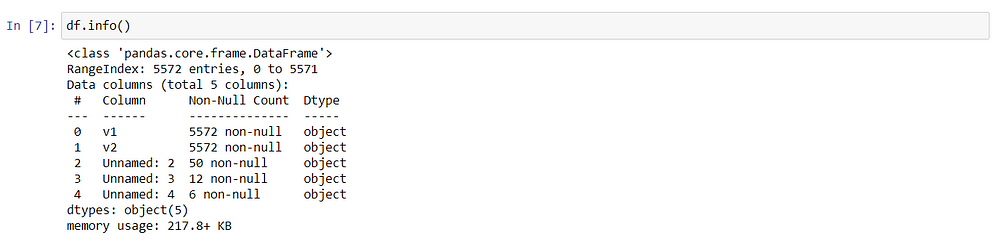 In [7]: df.info()
<class 'pandas.core.frame.DataFrame'>
RangeIndex: 5572 entries, 0 to 5571
Data columns (total 5 columns):
 #   Column      Non-Null Count  Dtype
---  ------      --------------  -----
 0   v1          5572 non-null   object
 1   v2          5572 non-null   object
 2   Unnamed: 2  50 non-null     object
 3   Unnamed: 3  12 non-null     object
 4   Unnamed: 4  6 non-null      object
dtypes: object(5)
memory usage: 217.8+ KB